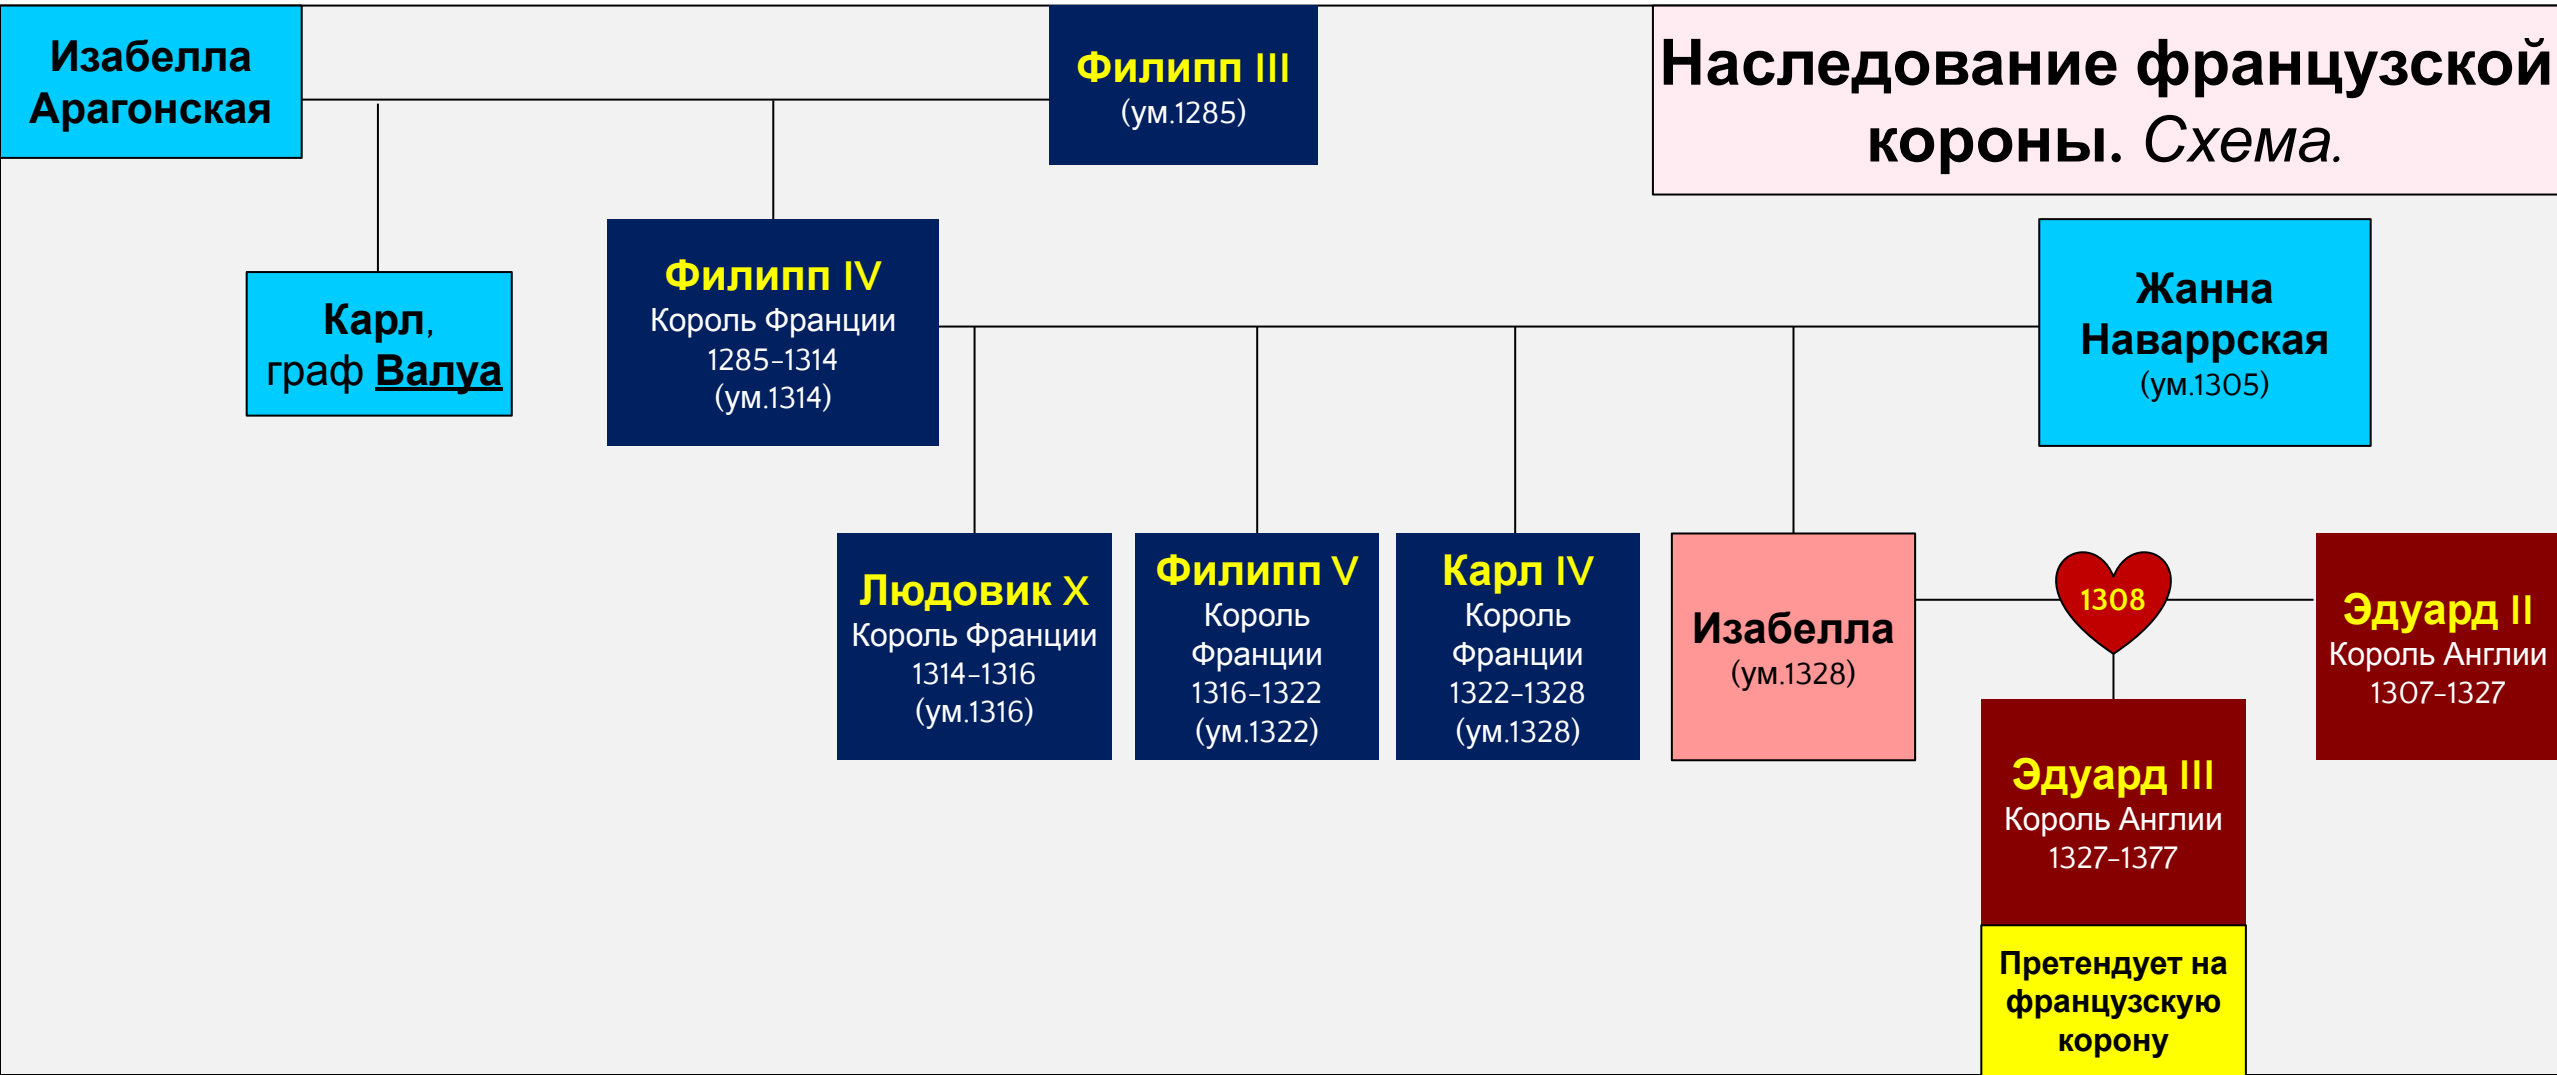 Изабелла
Арагонская
Филипп III
(ум.1285)
Наследование французской
короны. Схема.
Карл,
граф Валуа
Филипп IV
Король Франции
1285-1314
(ум.1314)
Жанна
Наваррская
(ум.1305)
Людовик X
Король Франции
1314-1316
(ум.1316)
Филипп V
Король
Франции
1316-1322
(ум.1322)
Карл IV
Король
Франции
1322-1328
(ум.1328)
Изабелла
(ум.1328)
1308
Эдуард II
Король Англии
1307-1327
Эдуард III
Король Англии
1327-1377
Претендует на
французскую
корону